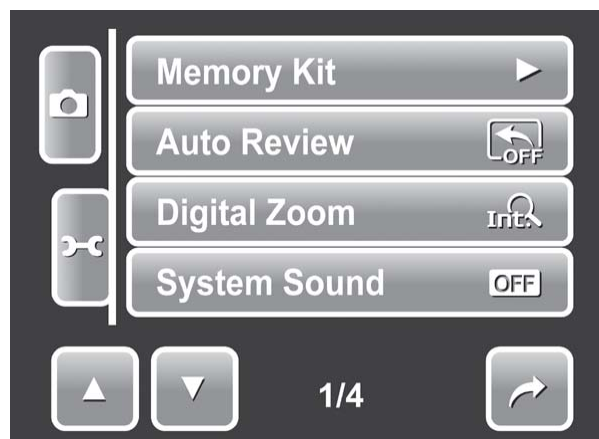 Memory Kit
Auto Review OFF
Digital Zoom Int.
System Sound OFF
1/4